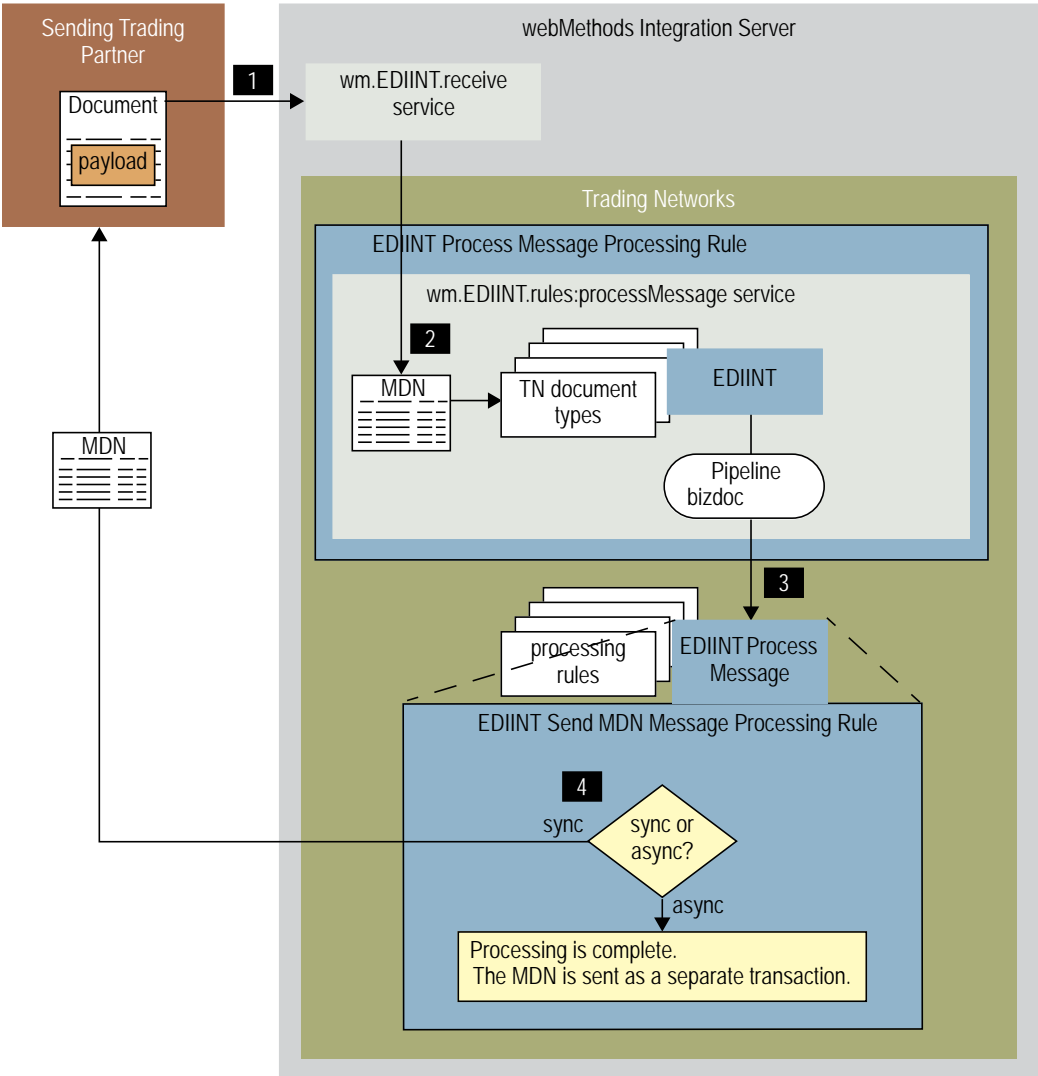 Sending Trading
Partner
webMethods Integration Server
1
wm.EDIINT.receive
service
Document
payload
Trading Networks
EDIINT Process Message Processing Rule
wm.EDIINT.rules:processMessage service
2
MDN
TN document
types
EDIINT
MDN
Pipeline
bizdoc
3
processing
rules
EDIINT Process
Message
EDIINT Send MDN Message Processing Rule
4
sync
sync or
async?
async
Processing is complete.
The MDN is sent as a separate transaction.